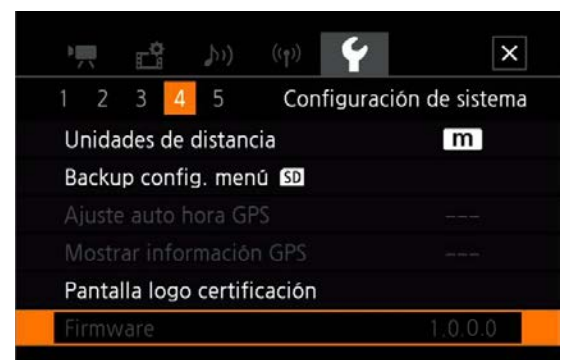 1 2 3 4 5 Configuración de sistema
Unidades de distancia m
Backup config. menú SD
Ajuste auto hora GPS ---
Mostrar información GPS ---
Pantalla logo certificación
Firmware 1.0.0.0